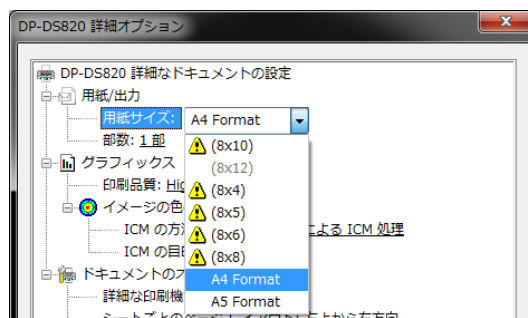 DP-DS820 詳細オプション
DP-DS820 詳細なドキュメントの設定
用紙/出力
用紙サイズ: A4 Format
部数: 1 部
(8x10)
(8x12)
(8x4)
(8x5)
(8x6)
(8x8)
A4 Format
A5 Format
グラフィックス
印刷品質: Hig
イメージの色
ICM の方 による ICM 処理
ICM の目
ドキュメントのオ
詳細な印刷機